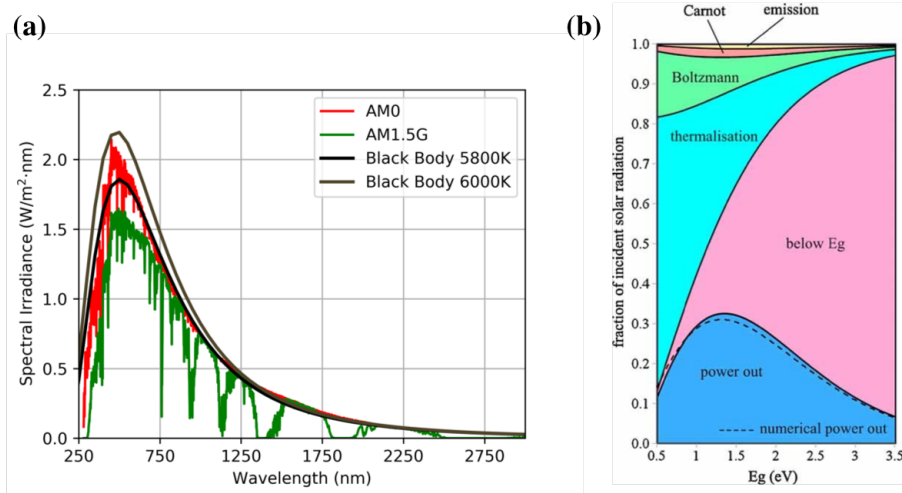 (a)
2.5
2.0
1.5
1.0
0.5
0.0
Spectral Irradiance (W/m²·nm)
AM0
AM1.5G
Black Body 5800K
Black Body 6000K
250
750
1250
1750
2250
2750
Wavelength (nm)
(b)
Carnot
emission
1.0
0.9
0.8
0.7
0.6
0.5
0.4
0.3
0.2
0.1
0.0
fraction of incident solar radiation
Boltzmann
thermalisation
below Eg
power out
numerical power out
0.5
1
1.5
2
2.5
3
3.5
Eg (eV)